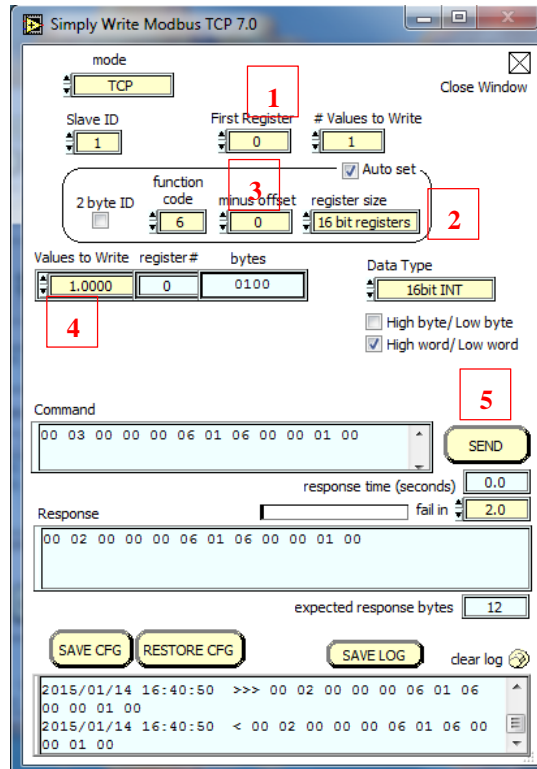 Simply Write Modbus TCP 7.0
mode
TCP
Close Window
1
Slave ID
First Register
# Values to Write
1
0
1
Auto set
3
2 byte ID
function code
minus offset
register size
6
0
16 bit registers
2
Values to Write
register#
bytes
1.0000
0
0100
Data Type
16bit INT
4
High byte/ Low byte
High word/ Low word
5
Command
00 03 00 00 00 06 01 06 00 00 01 00
SEND
response time (seconds)
0.0
Response
fail in
2.0
00 02 00 00 00 06 01 06 00 00 01 00
expected response bytes
12
SAVE CFG
RESTORE CFG
SAVE LOG
clear log
2015/01/14 16:40:50 >>> 00 02 00 00 00 06 01 06
00 00 01 00
2015/01/14 16:40:50 < 00 02 00 00 00 06 01 06 00
00 01 00